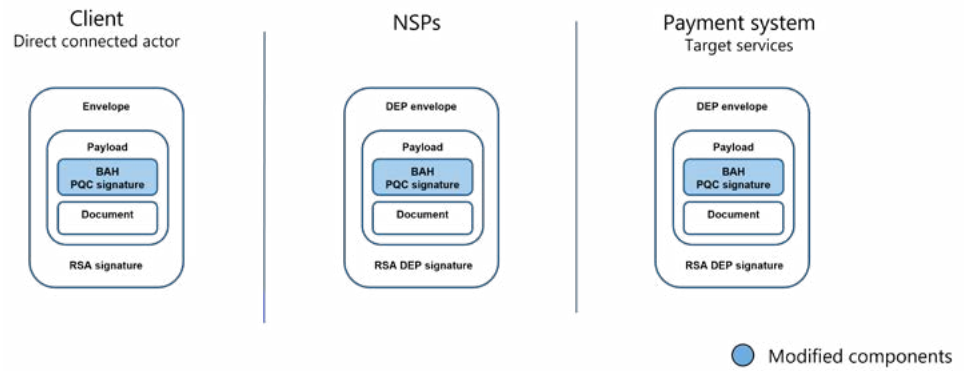 Client
Direct connected actor
NSPs
Payment system
Target services
Envelope
Payload
BAH
PQC signature
Document
RSA signature
DEP envelope
Payload
BAH
PQC signature
Document
RSA DEP signature
DEP envelope
Payload
BAH
PQC signature
Document
RSA DEP signature
Modified components